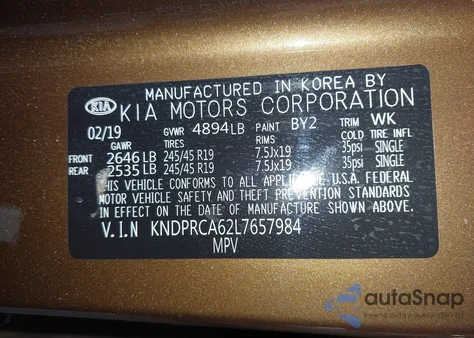 MANUFACTURED IN KOREA BY
KIA KIA MOTORS CORPORATION
02/19 GVWR 4894LB PAINT BY2 TRIM WK
GAWR TIRES RIMS COLD TIRE INFL
FRONT 2646 LB 245/45 R19 7.5Jx19 35psi SINGLE
REAR 2535 LB 245/45 R19 7.5Jx19 35psi SINGLE
THIS VEHICLE CONFORMS TO ALL APPLICABLE U.S.A. FEDERAL
MOTOR VEHICLE SAFETY AND THEFT PREVENTION STANDARDS
IN EFFECT ON THE DATE OF MANUFACTURE SHOWN ABOVE.
V.I.N KNDPRCA62L7657984
MPV
autaSnap